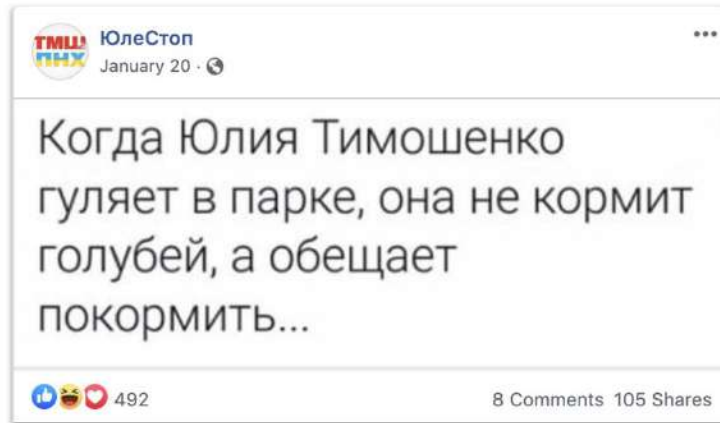 ТМШ
ПНХ
ЮлеСтоп
January 20 ·
Когда Юлия Тимошенко
гуляет в парке, она не кормит
голубей, а обещает
покормить...
492
8 Comments 105 Shares